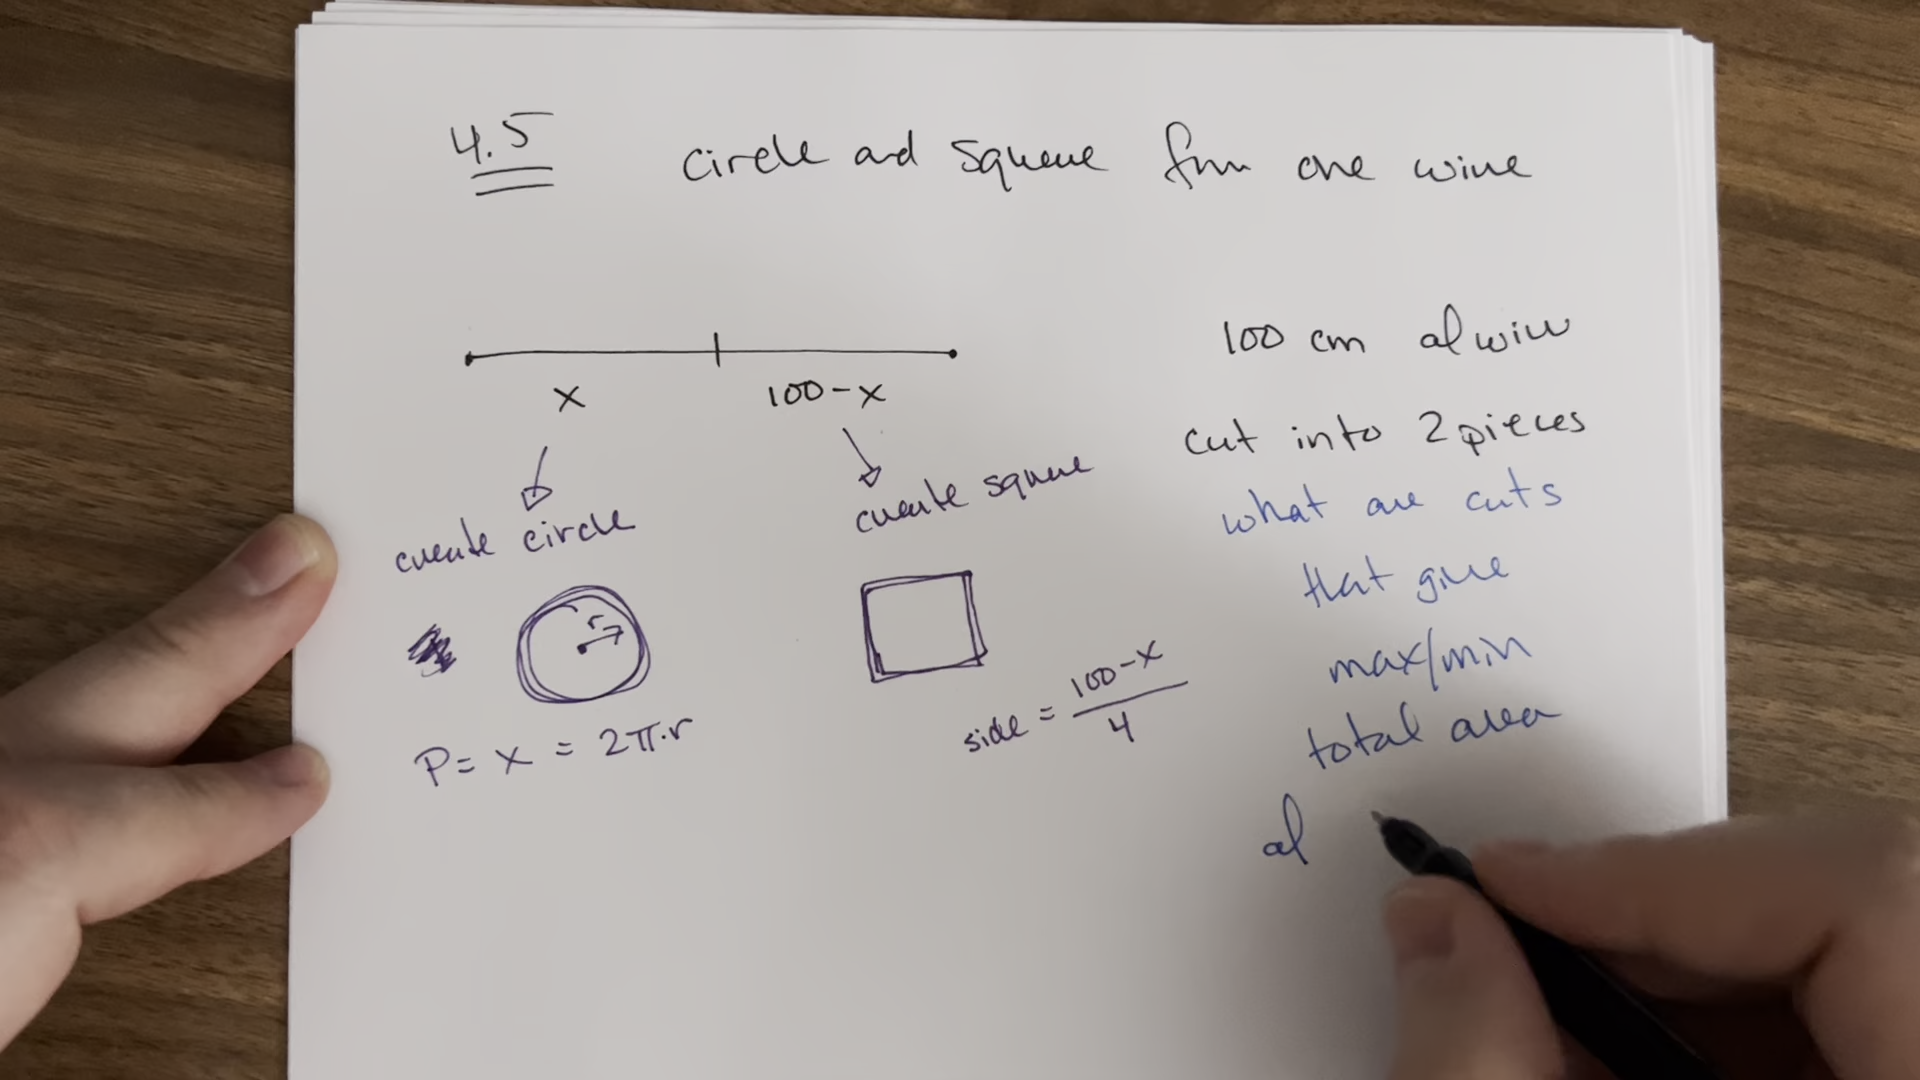 4.5 circle and square from one wire
x 100-x
create circle create square
r
P = x = 2π·r
side = (100-x)/4
100 cm of wire
cut into 2 pieces
what are cuts
that give
max/min
total area
of